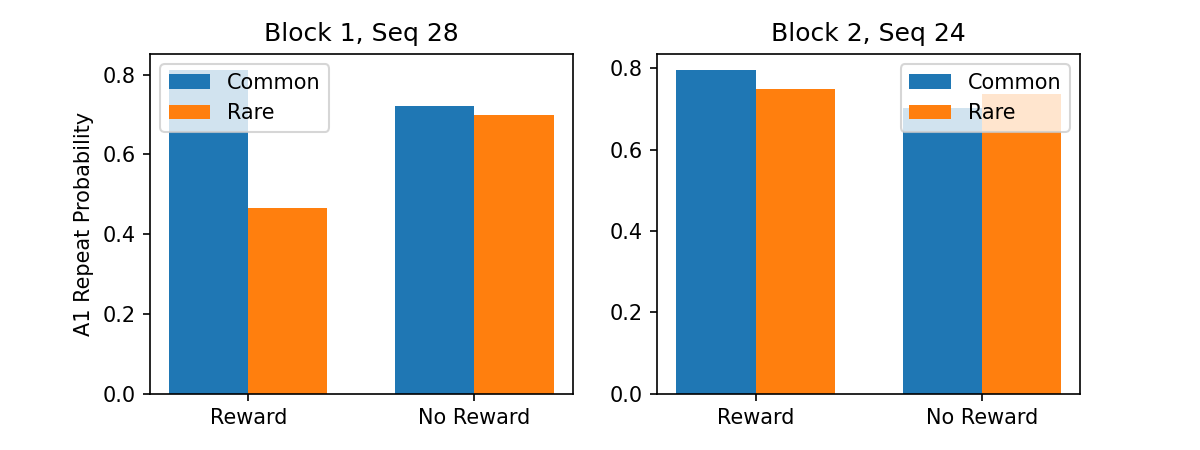 Block 1, Seq 28
A1 Repeat Probability
0.8
0.6
0.4
0.2
0.0
Common
Rare
Reward
No Reward
Block 2, Seq 24
0.8
0.6
0.4
0.2
0.0
Common
Rare
Reward
No Reward